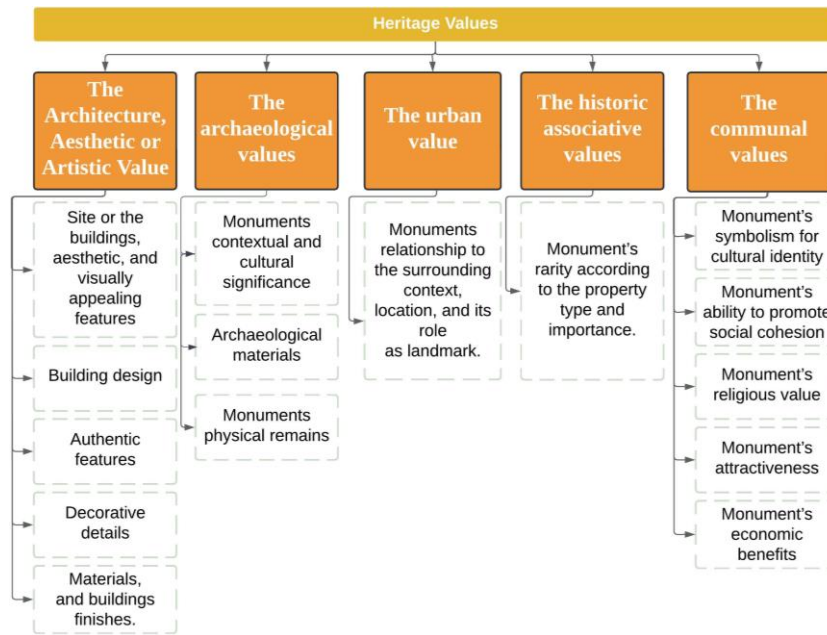 Heritage Values
The
Architecture,
Aesthetic or
Artistic Value
Site or the
buildings,
aesthetic, and
visually
appealing
features
Building design
Authentic
features
Decorative
details
Materials,
and buildings
finishes.
The
archaeological
values
Monuments
contextual and
cultural
significance
Archaeological
materials
Monuments
physical remains
The urban
value
Monuments
relationship to
the surrounding
context,
location, and its
role
as landmark.
The historic
associative
values
Monument’s
rarity according
to the property
type and
importance.
The
communal
values
Monument’s
symbolism for
cultural identity
Monument’s
ability to promote
social cohesion
Monument’s
religious value
Monument’s
attractiveness
Monument’s
economic
benefits